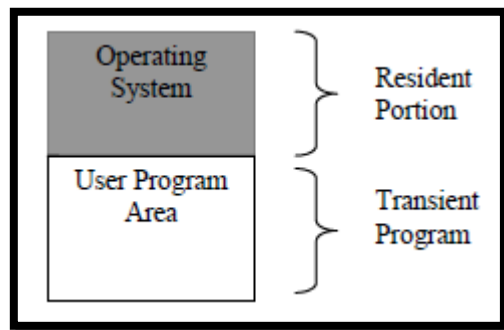 Operating
System
Resident
Portion
User Program
Area
Transient
Program